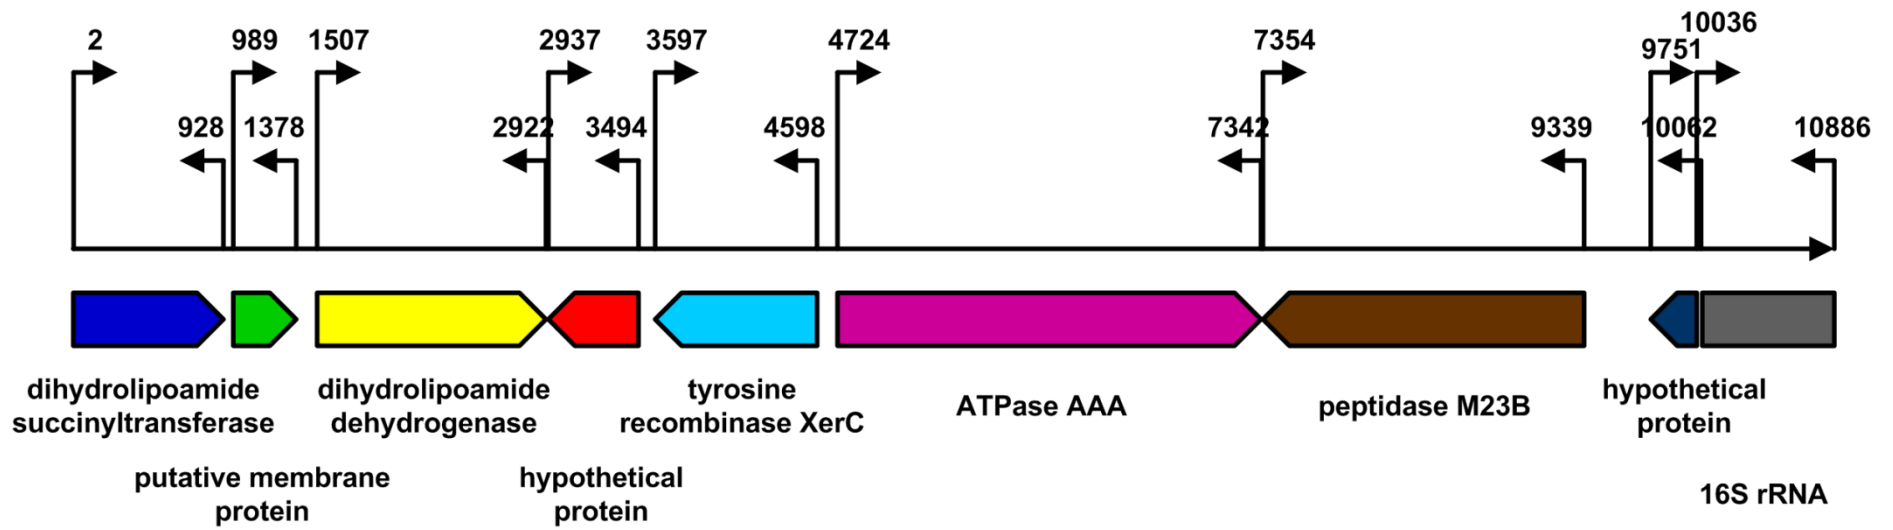 10036
2
989
1507
2937
3597
4724
7354
9751
928
1378
2922
3494
4598
7342
9339
10062
10886
dihydrolipoamide
succinyltransferase
dihydrolipoamide
dehydrogenase
tyrosine
recombinase XerC
ATPase AAA
peptidase M23B
hypothetical
protein
putative membrane
protein
hypothetical
protein
16S rRNA